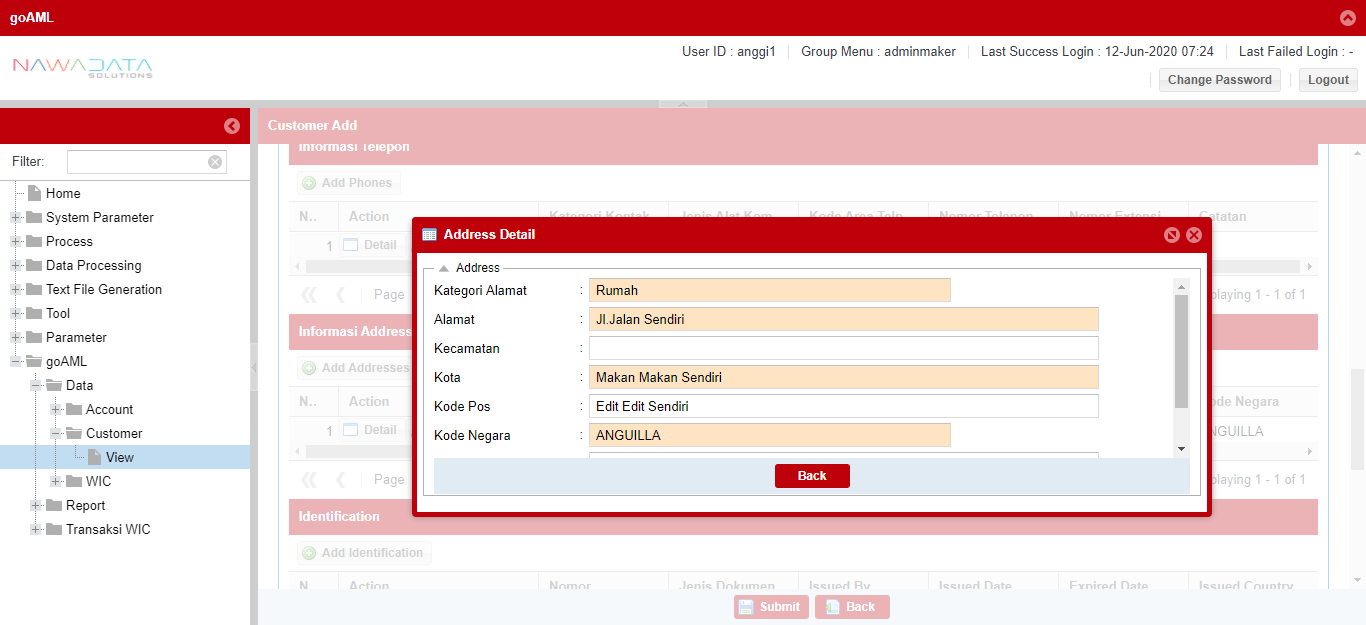 goAML
NAWADATA
SOLUTIONS
User ID : anggi1
Group Menu : adminmaker
Last Success Login : 12-Jun-2020 07:24
Last Failed Login : -
Change Password
Logout
Customer Add
Filter:
Home
System Parameter
Process
Data Processing
Text File Generation
Tool
Parameter
goAML
Data
Account
Customer
View
WIC
Report
Transaksi WIC
Informasi Telepon
Add Phones
N.. Action Kategori Kontak Jenis Alat Kom Kode Area Telp Nomor Telepon Nomor Extensi Catatan
1 Detail
Page
playing 1 - 1 of 1
Informasi Address
Add Addresses
N.. Action ode Negara
1 Detail NGUILLA
Page
playing 1 - 1 of 1
Address Detail
Address
Kategori Alamat : Rumah
Alamat : Jl.Jalan Sendiri
Kecamatan :
Kota : Makan Makan Sendiri
Kode Pos : Edit Edit Sendiri
Kode Negara : ANGUILLA
Back
Identification
Add Identification
N Action Nomor Jenis Dokumen Issued By Issued Date Expired Date Issued Country
Submit
Back